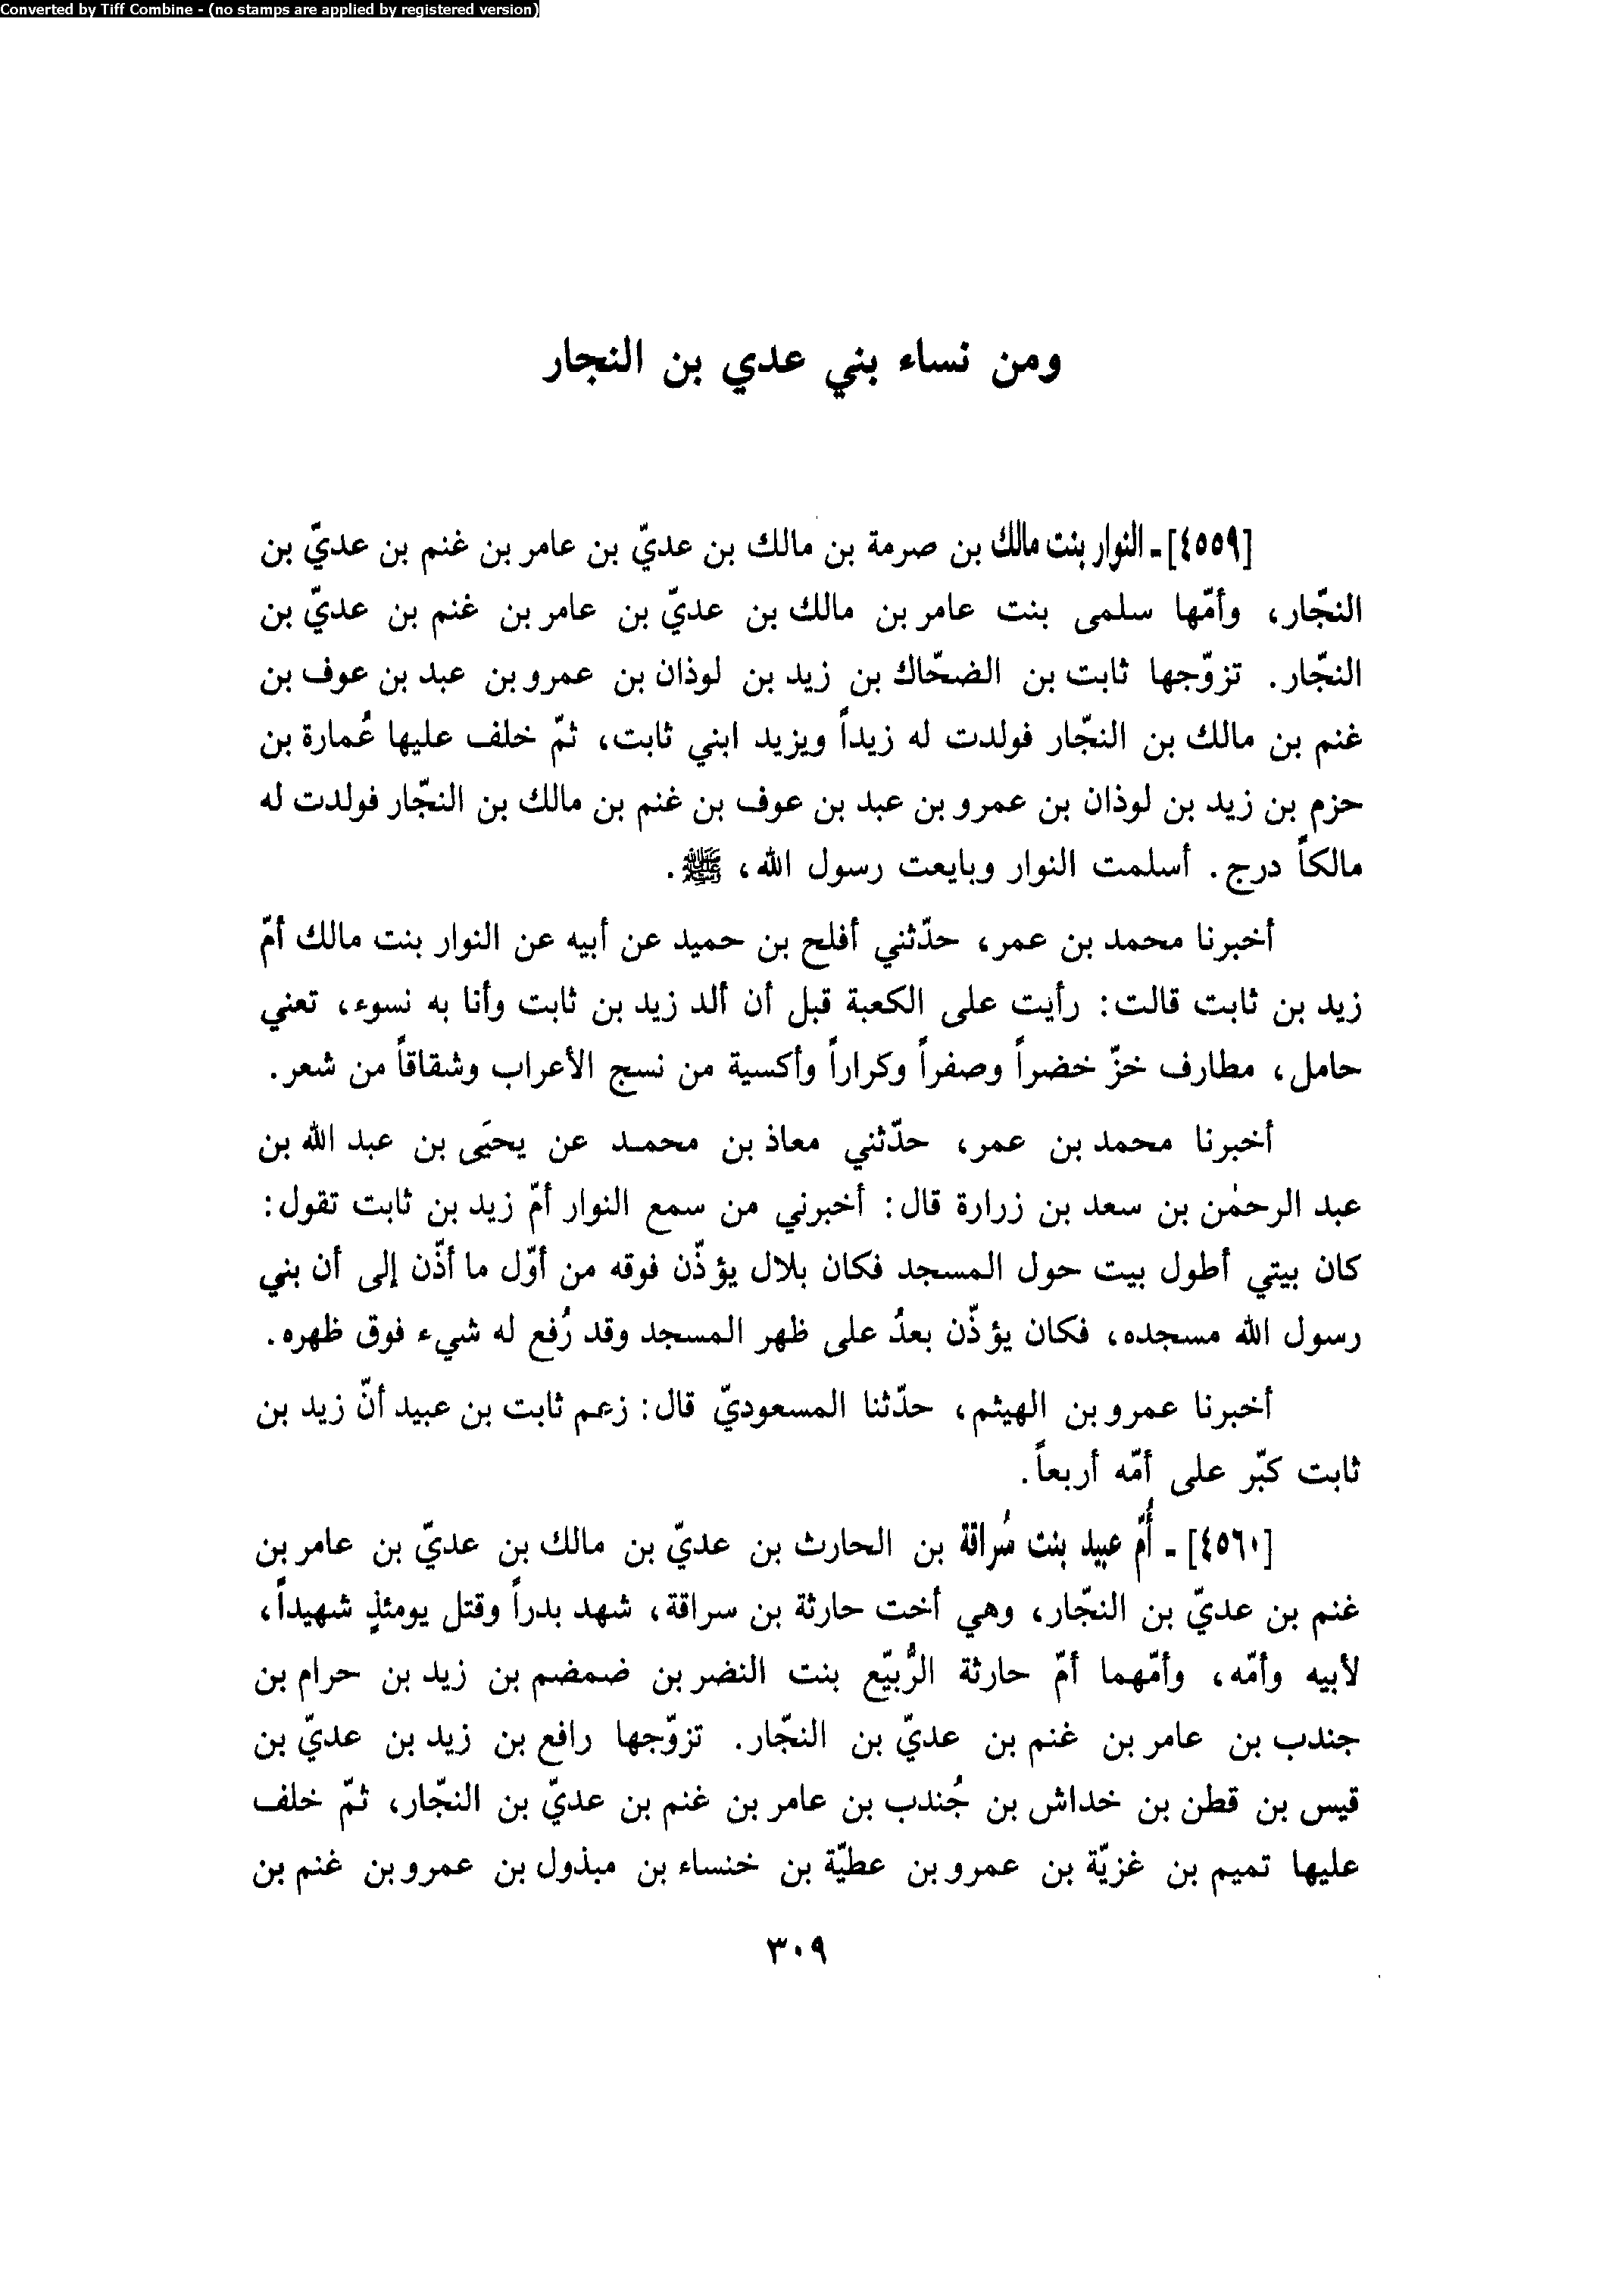 Converted by Tiff Combine - (no stamps are applied by registered version)
ومن نساء بني عدي بن النجار
[٤٥٥٩] - النوار بنت مالك بن صرمة بن مالك بن عديّ بن عامر بن غنم بن عديّ بن
النجّار، وأمّها سلمى بنت عامر بن مالك بن عديّ بن عامر بن غنم بن عديّ بن
النجّار. تزوّجها ثابت بن الضحّاك بن زيد بن لوذان بن عمرو بن عبد بن عوف بن
غنم بن مالك بن النجّار فولدت له زيداً ويزيد ابني ثابت، ثمّ خلف عليها عُمارة بن
حزم بن زيد بن لوذان بن عمرو بن عبد بن عوف بن غنم بن مالك بن النجّار فولدت له
مالكاً درج. أسلمت النوار وبايعت رسول الله، ﷺ.
أخبرنا محمد بن عمر، حدّثني أفلح بن حميد عن أبيه عن النوار بنت مالك أمّ
زيد بن ثابت قالت: رأيت على الكعبة قبل أن ألد زيد بن ثابت وأنا به نسوء، تعني
حامل، مطارف خزّ خضراً وصفراً وكراراً وأكسية من نسج الأعراب وشقاقاً من شعر.
أخبرنا محمد بن عمر، حدّثني معاذ بن محمد عن يحيَى بن عبد الله بن
عبد الرحمٰن بن سعد بن زرارة قال: أخبرني من سمع النوار أمّ زيد بن ثابت تقول:
كان بيتي أطول بيت حول المسجد فكان بلال يؤذّن فوقه من أوّل ما أذّن إلى أن بني
رسول الله مسجده، فكان يؤذّن بعدُ على ظهر المسجد وقد رُفع له شيء فوق ظهره.
أخبرنا عمرو بن الهيثم، حدّثنا المسعوديّ قال: زعم ثابت بن عبيد أنّ زيد بن
ثابت كبّر على أمّه أربعاً.
[٤٥٦٠] - أُمّ عبيد بنت سُراقة بن الحارث بن عديّ بن مالك بن عديّ بن عامر بن
غنم بن عديّ بن النجّار، وهي أخت حارثة بن سراقة، شهد بدراً وقتل يومئذٍ شهيداً،
لأبيه وأمّه، وأمّهما أمّ حارثة الرُّبيّع بنت النضر بن ضمضم بن زيد بن حرام بن
جندب بن عامر بن غنم بن عديّ بن النجّار. تزوّجها رافع بن زيد بن عديّ بن
قيس بن قطن بن خداش بن جُندب بن عامر بن غنم بن عديّ بن النجّار، ثمّ خلف
عليها تميم بن غزيّة بن عمرو بن عطيّة بن خنساء بن مبذول بن عمرو بن غنم بن
٣٠٩